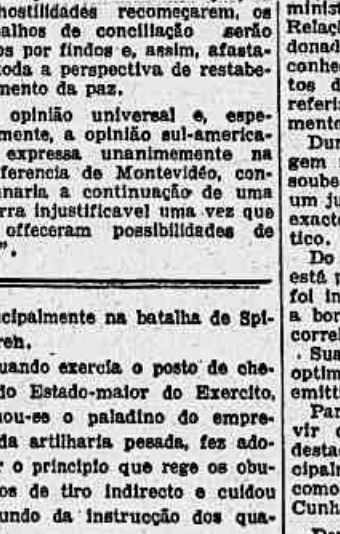 hostilidades recomeçarem, os
alhos de conciliação serão
os por findos e, assim, afasta-
toda a perspectiva de restabe-
mento da paz.
opinião universal e, espe-
mente, a opinião sul-america-
expressa unanimemente na
ferencia de Montevidéo, con-
naria a continuação de uma
rra injustificavel uma vez que
offeceram possibilidades de
".
cipalmente na batalha de Spi-
reh.
uando exercia o posto de che-
do Estado-maior do Exercito,
nou-se o paladino do empre-
da artilharia pesada, fez ado-
r o principio que rege os obu-
os de tiro indirecto e cuidou
undo da instrucção dos qua-
minist
Relaç
donad
conhe
tos d
referi
mente
Dur
gem
soube
um ju
exacto
tico.
Do
está p
foi in
a bor
correi
Sua
optim
emitti
Par
vir
desta
cipalm
como
Cunh